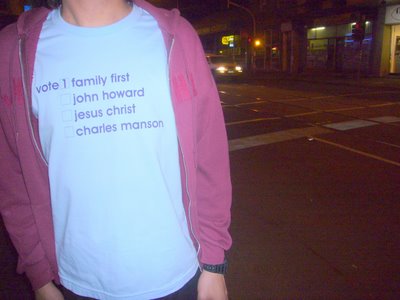 vote 1 family first
john howard
jesus christ
charles manson